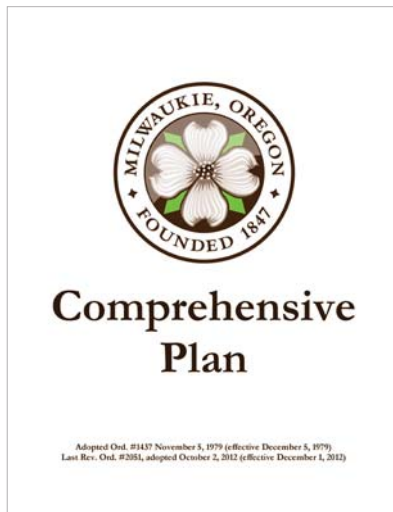 MILWAUKIE, OREGON
FOUNDED 1847
Comprehensive
Plan
Adopted Ord. #1437 November 5, 1979 (effective December 5, 1979)
Last Rev. Ord. #2051, adopted October 2, 2012 (effective December 1, 2012)